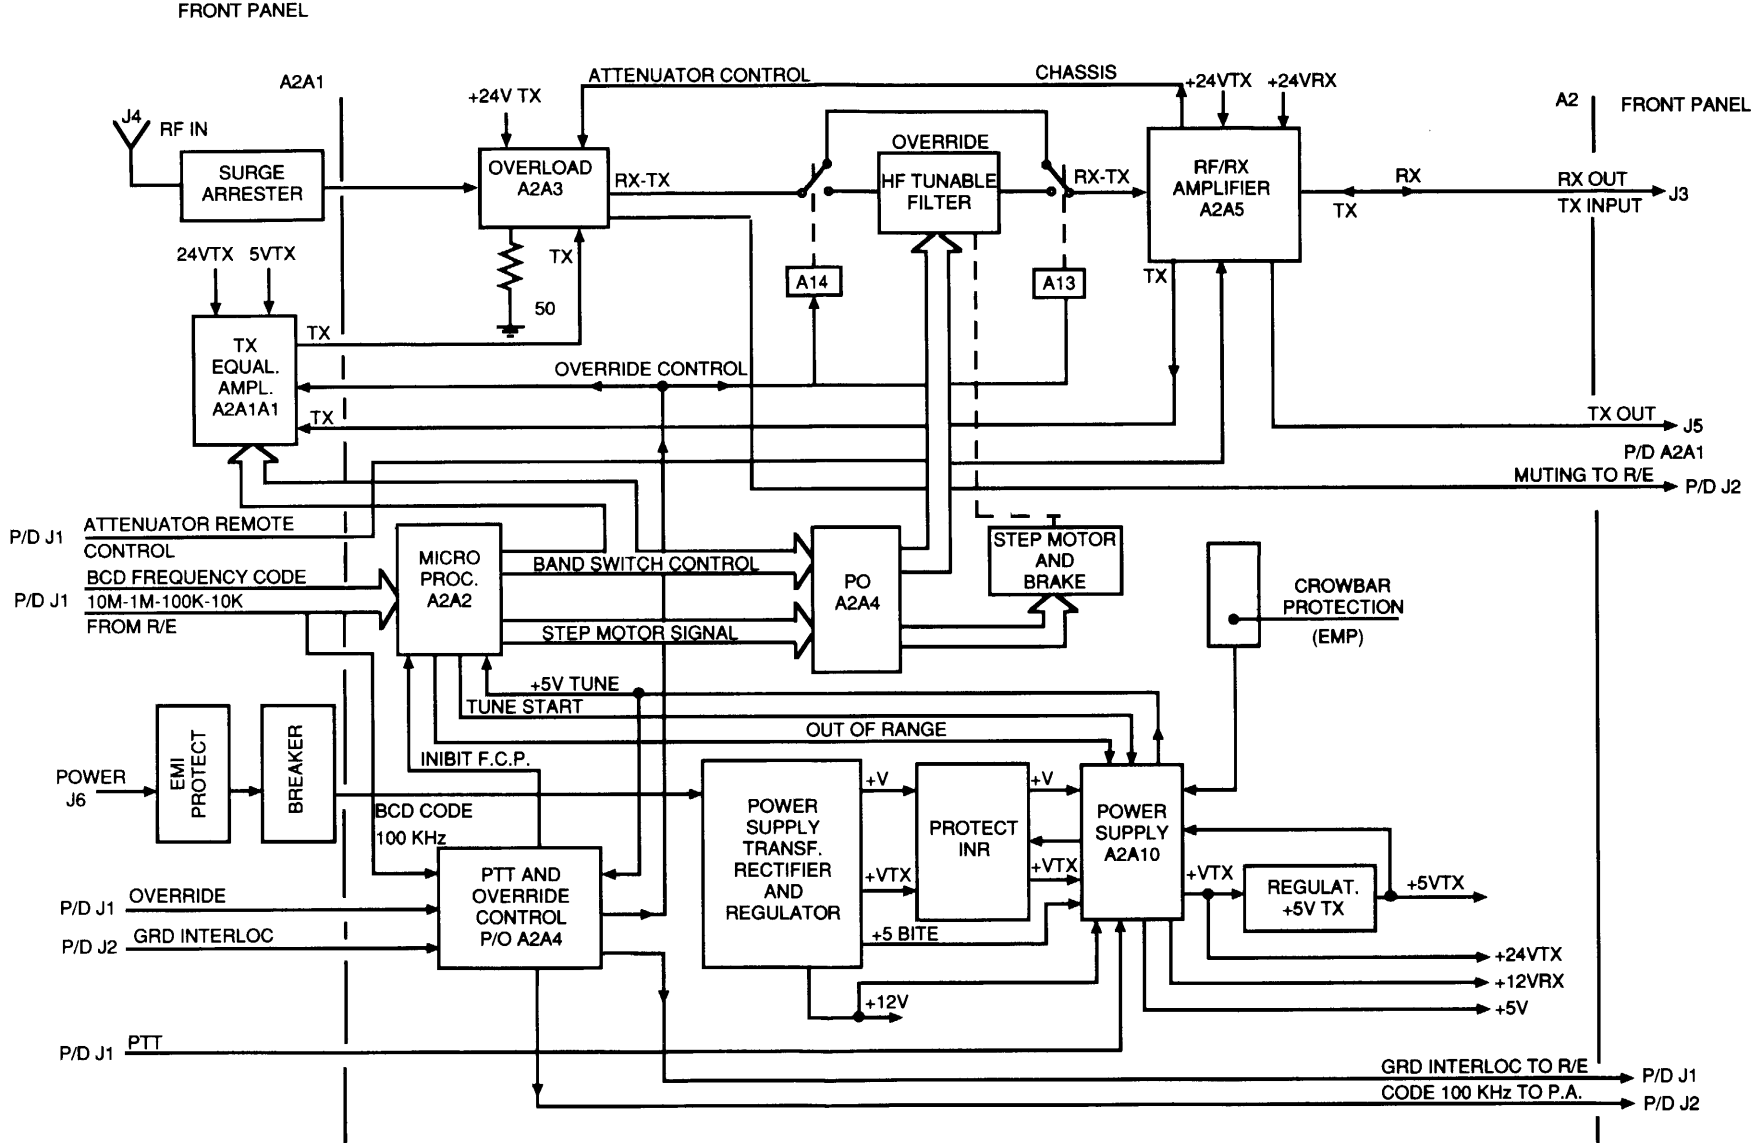 FRONT PANEL
A2A1
ATTENUATOR CONTROL
CHASSIS
+24V TX
+24VTX
+24VRX
A2
FRONT PANEL
J4
RF IN
SURGE
ARRESTER
OVERLOAD
A2A3
RX-TX
OVERRIDE
HF TUNABLE
FILTER
RX-TX
RF/RX
AMPLIFIER
A2A5
RX
TX
RX OUT
TX INPUT
J3
24VTX
5VTX
TX
50
A14
A13
TX
TX
EQUAL.
AMPL.
A2A1A1
TX
OVERRIDE CONTROL
TX
TX OUT
J5
P/D A2A1
MUTING TO R/E
P/D J2
P/D J1
ATTENUATOR REMOTE
CONTROL
BCD FREQUENCY CODE
P/D J1
10M-1M-100K-10K
FROM R/E
MICRO
PROC.
A2A2
BAND SWITCH CONTROL
STEP MOTOR SIGNAL
PO
A2A4
STEP MOTOR
AND
BRAKE
CROWBAR
PROTECTION
(EMP)
+5V TUNE
TUNE START
OUT OF RANGE
INIBIT F.C.P.
POWER
J6
EMI
PROTECT
BREAKER
BCD CODE
100 KHz
POWER
SUPPLY
TRANSF.
RECTIFIER
AND
REGULATOR
+V
+VTX
PROTECT
INR
+V
+VTX
POWER
SUPPLY
A2A10
+VTX
REGULAT.
+5V TX
+5VTX
+5 BITE
+12V
+24VTX
+12VRX
+5V
PTT AND
OVERRIDE
CONTROL
P/O A2A4
P/D J1
OVERRIDE
P/D J2
GRD INTERLOC
P/D J1
PTT
GRD INTERLOC TO R/E
P/D J1
CODE 100 KHz TO P.A.
P/D J2